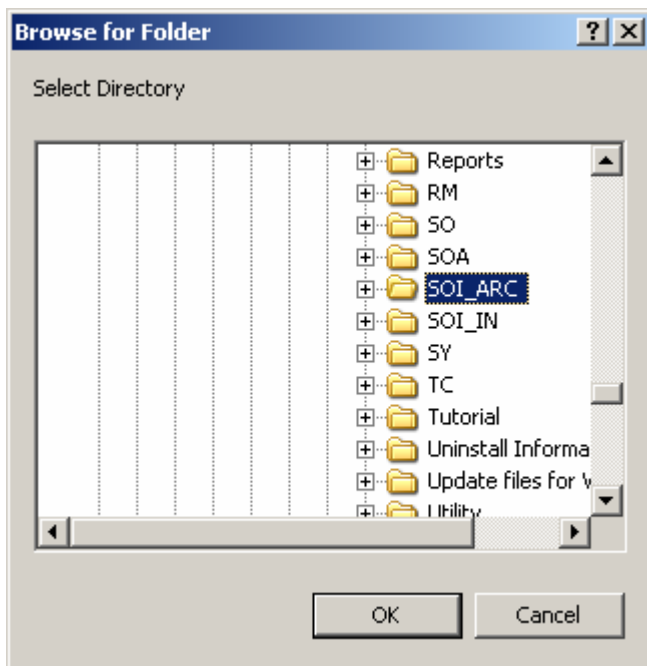 Browse for Folder
Select Directory
Reports
RM
SO
SOA
SOI_ARC
SOI_IN
SY
TC
Tutorial
Uninstall Informa
Update files for V
Utility
OK
Cancel